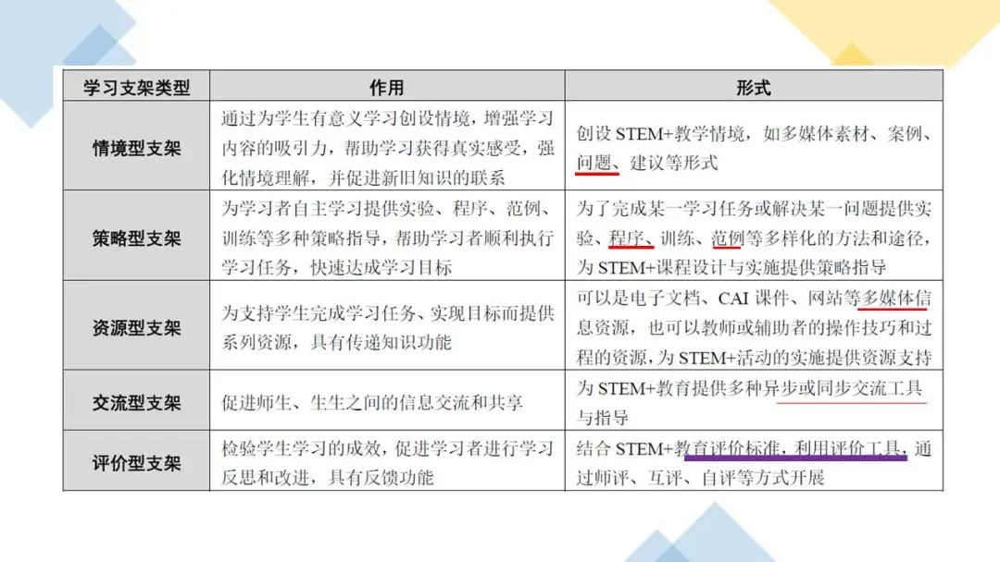 学习支架类型
作用
形式
情境型支架
通过为学生有意义学习创设情境，增强学习
内容的吸引力，帮助学习获得真实感受，强
化情境理解，并促进新旧知识的联系
创设 STEM+教学情境，如多媒体素材、案例、
问题、建议等形式
策略型支架
为学习者自主学习提供实验、程序、范例、
训练等多种策略指导，帮助学习者顺利执行
学习任务，快速达成学习目标
为了完成某一学习任务或解决某一问题提供实
验、程序、训练、范例等多样化的方法和途径，
为 STEM+课程设计与实施提供策略指导
资源型支架
为支持学生完成学习任务、实现目标而提供
系列资源，具有传递知识功能
可以是电子文档、CAI 课件、网站等多媒体信
息资源，也可以教师或辅助者的操作技巧和过
程的资源，为 STEM+活动的实施提供资源支持
交流型支架
促进师生、生生之间的信息交流和共享
为 STEM+教育提供多种异步或同步交流工具
与指导
评价型支架
检验学生学习的成效，促进学习者进行学习
反思和改进，具有反馈功能
结合 STEM+教育评价标准，利用评价工具，通
过师评、互评、自评等方式开展